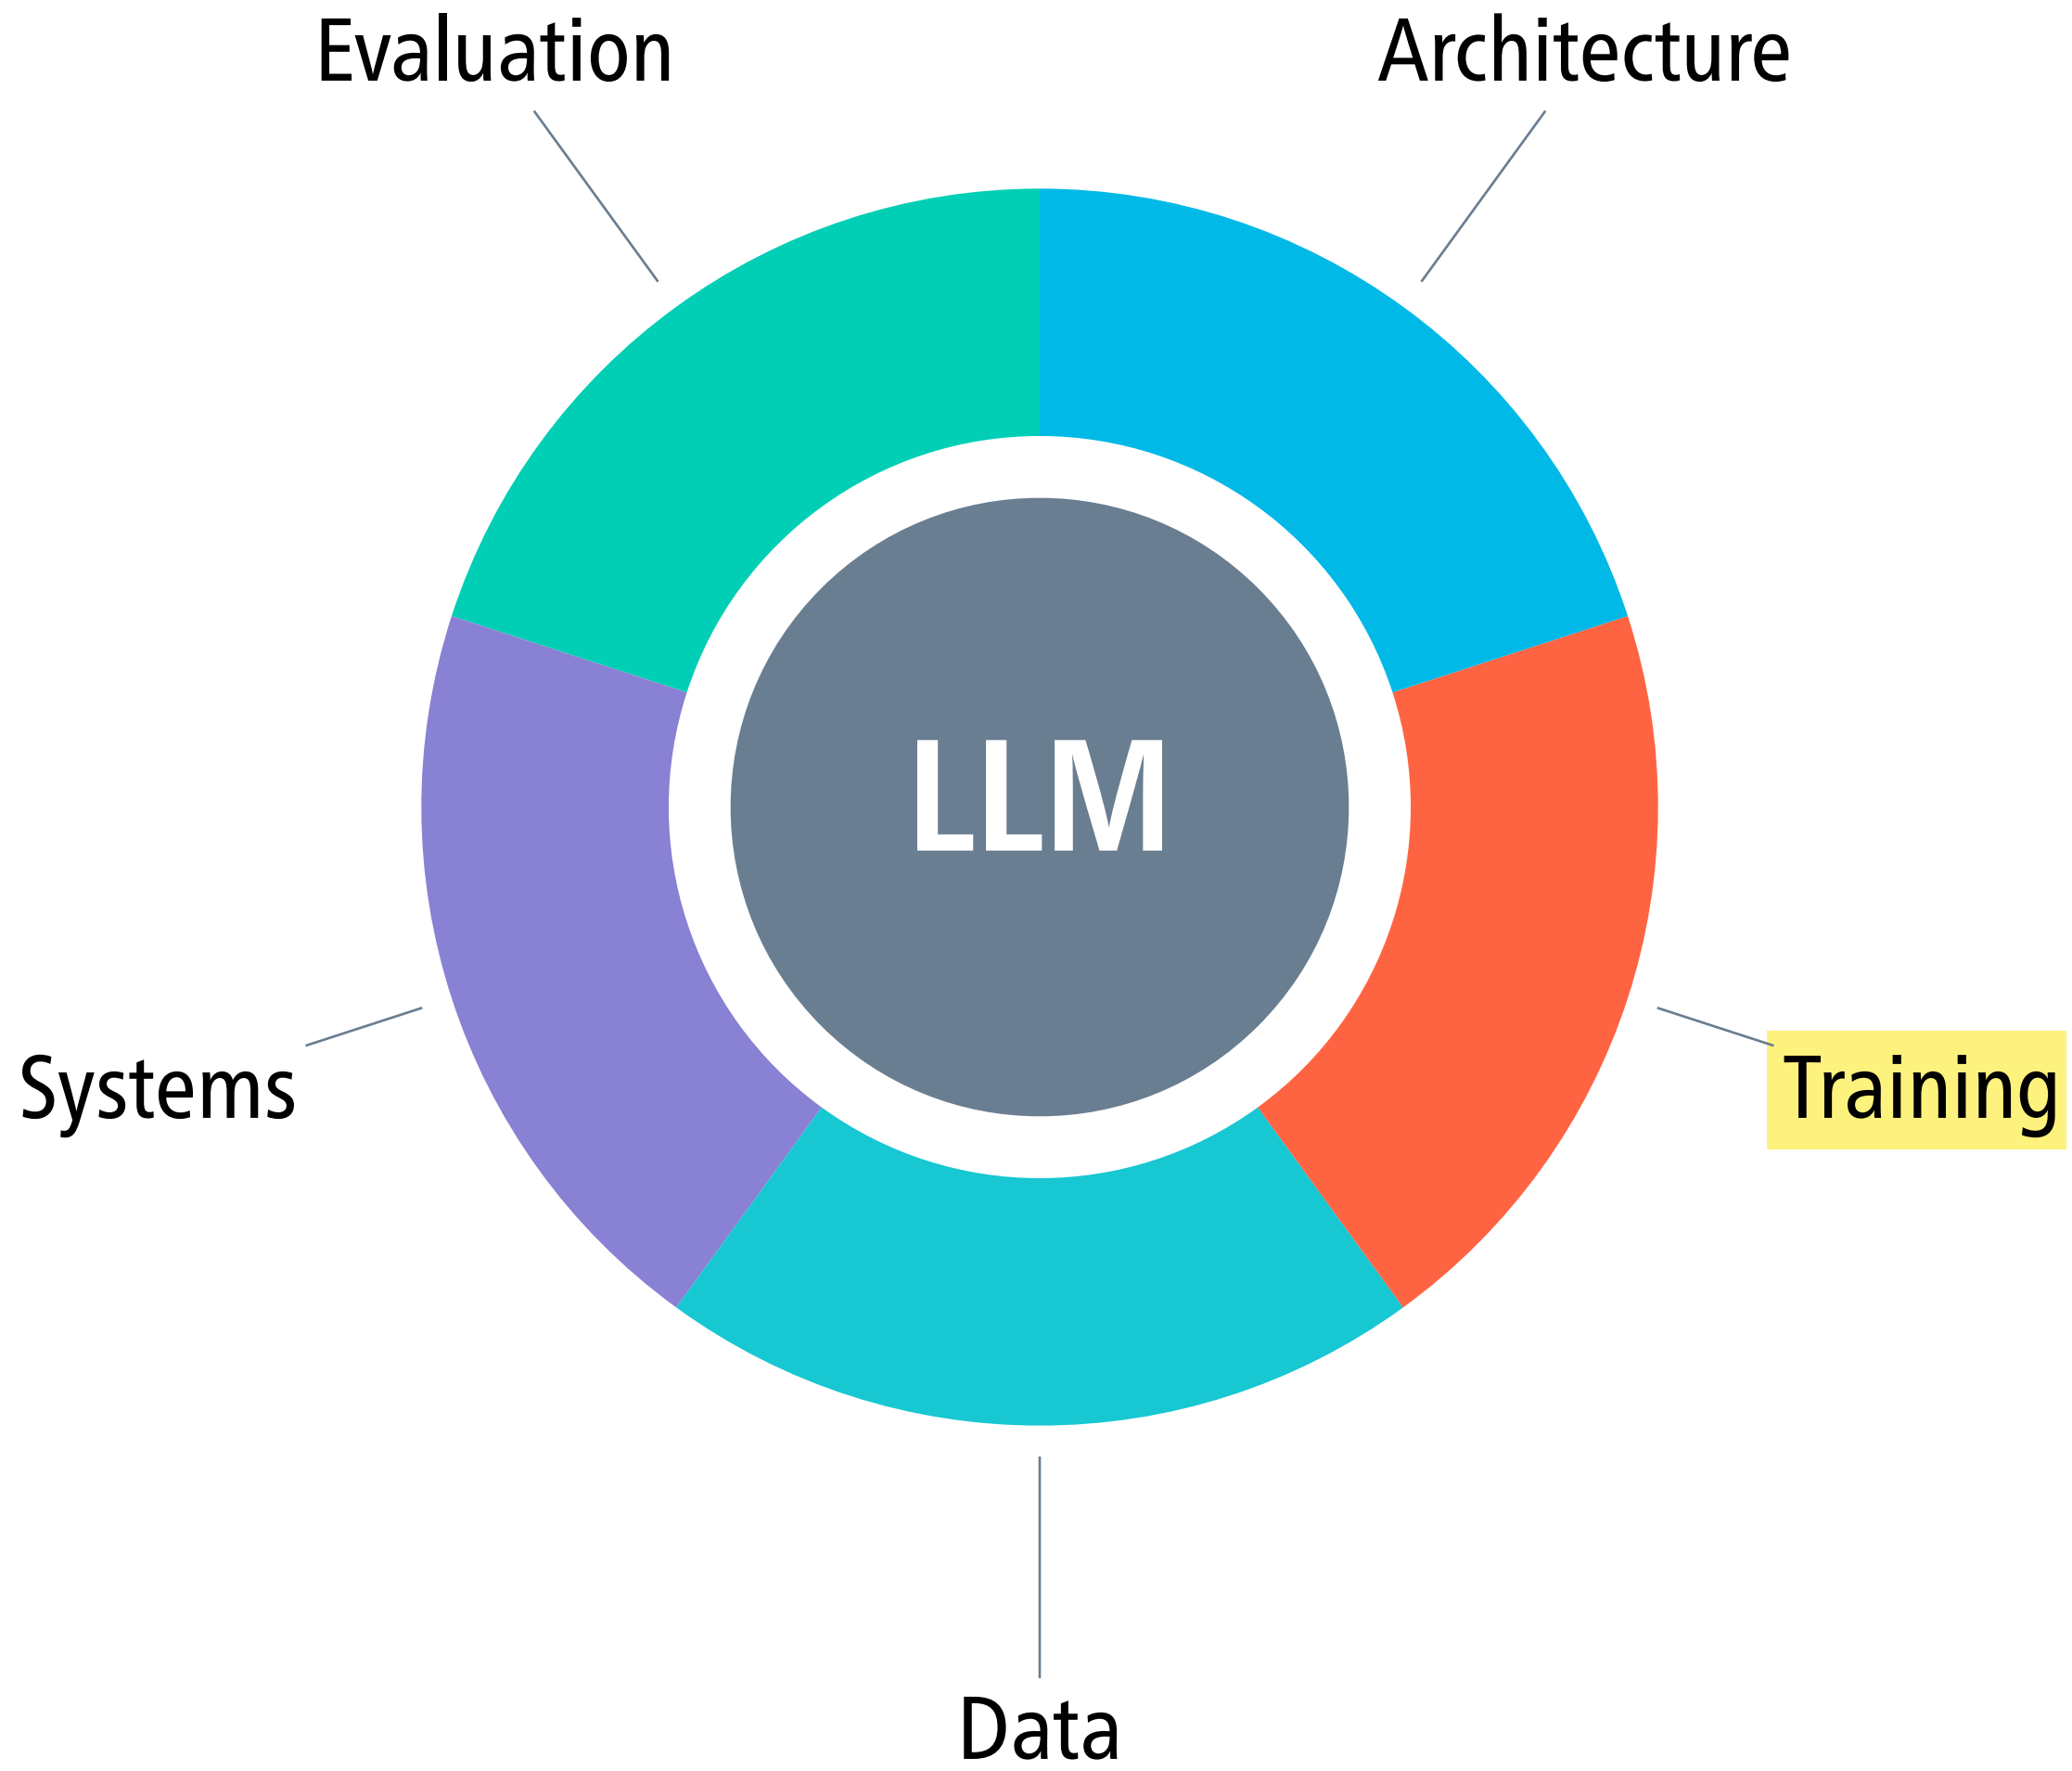 Evaluation
Architecture
LLM
Systems
Training
Data